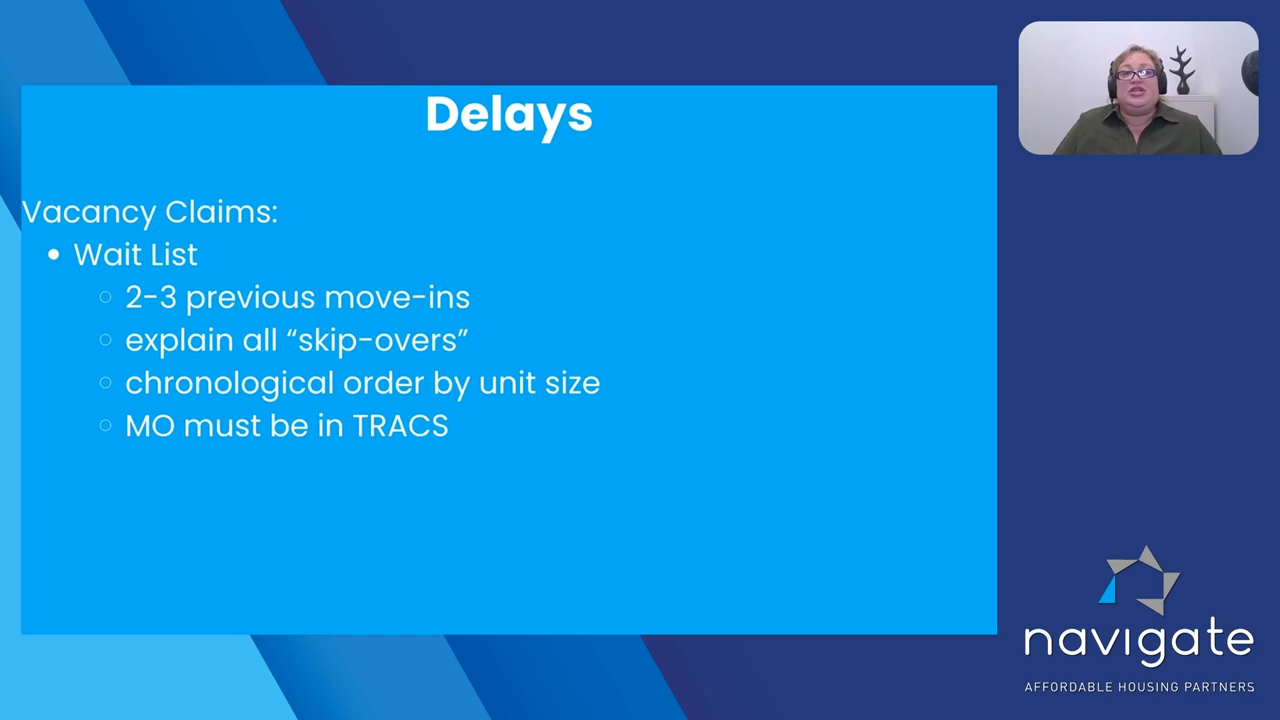 Delays
Vacancy Claims:
Wait List
2-3 previous move-ins
explain all “skip-overs”
chronological order by unit size
MO must be in TRACS
navigate
AFFORDABLE HOUSING PARTNERS